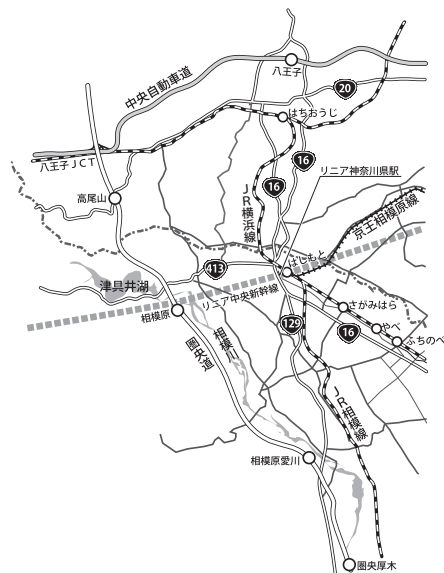 八王子
中央自動車道
20
はちおうじ
八王子JCT
16
リニア神奈川県駅
16
高尾山
JR横浜線
京王相模原線
はしもと
413
津具井湖
リニア中央新幹線
さがみはら
相模原
129
16
やべ
ふちのべ
圏央道
相模川
JR相模線
相模原愛川
圏央厚木